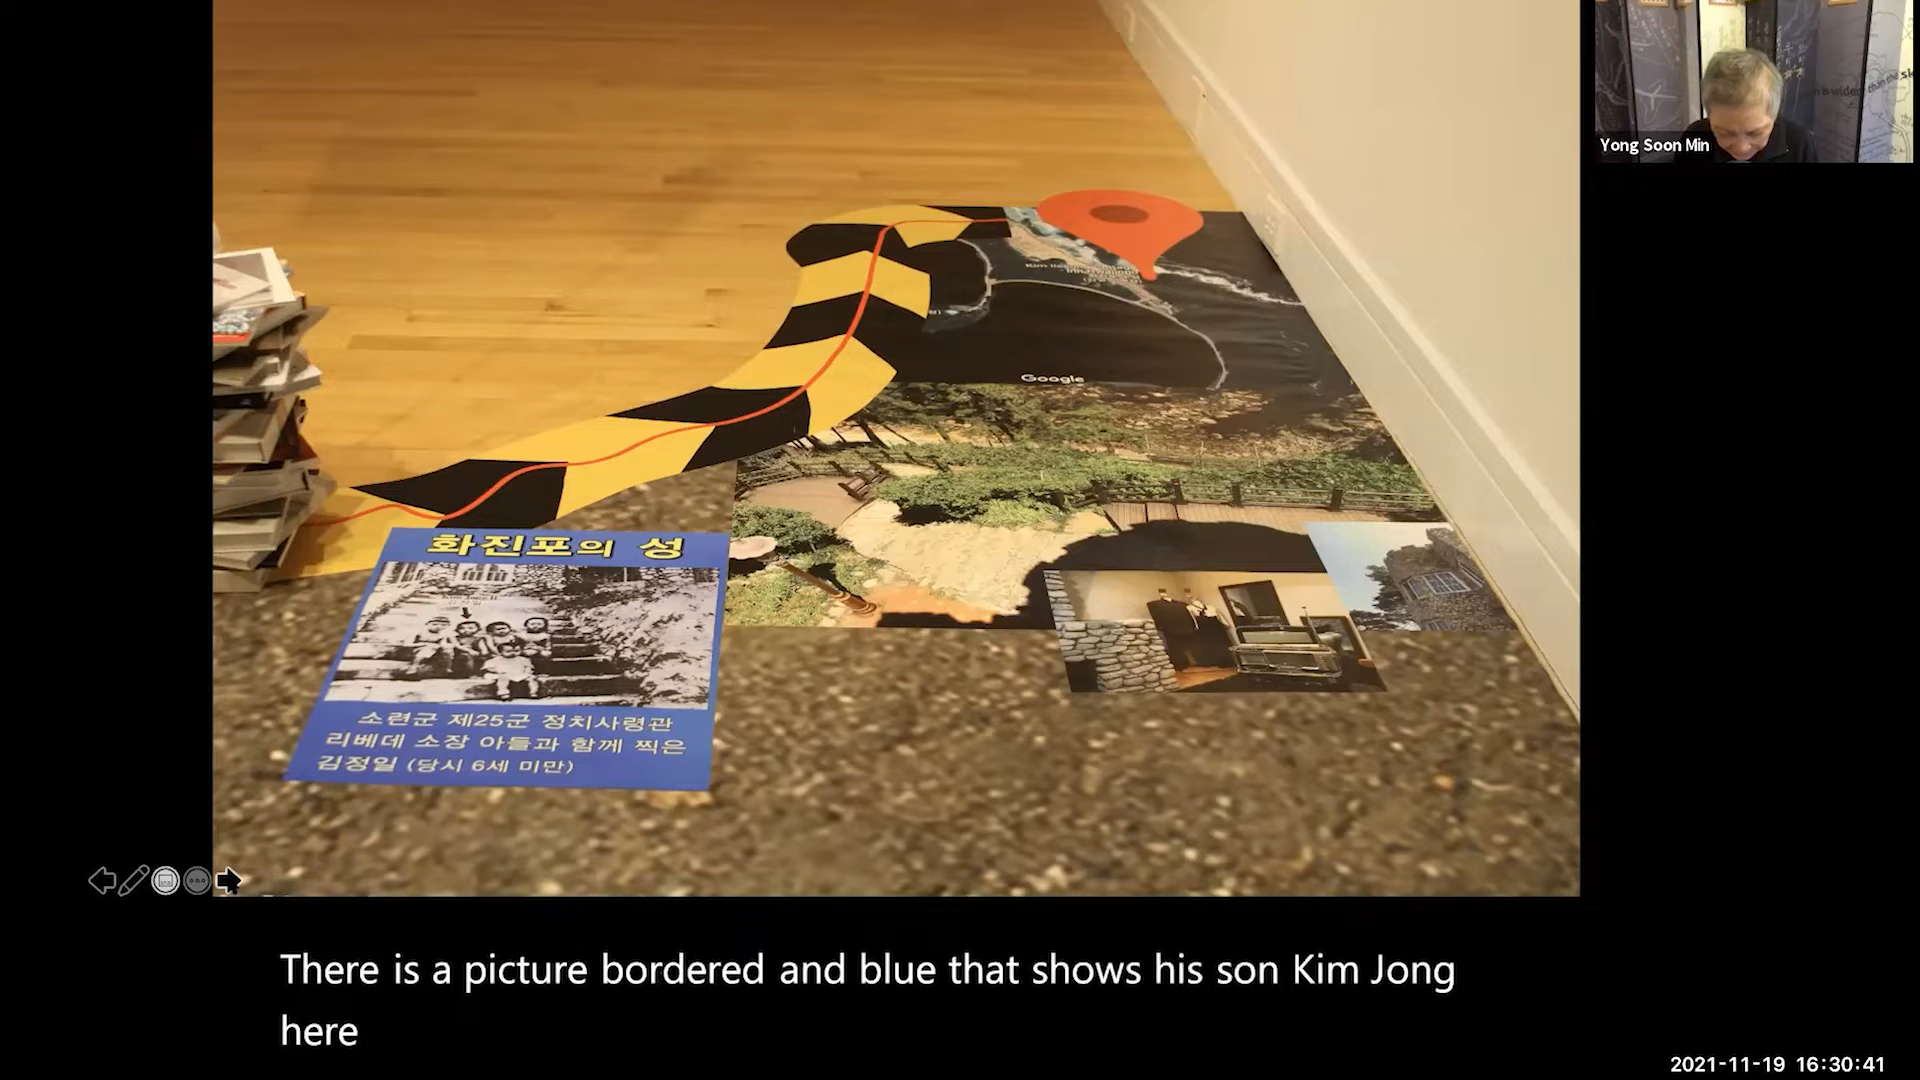 Yong Soon Min
Google
화진포의 성
소련군 제25군 정치사령관
리베데 소장 아들과 함께 찍은
김정일 (당시 6세 미만)
There is a picture bordered and blue that shows his son Kim Jong
here
2021-11-19 16:30:41